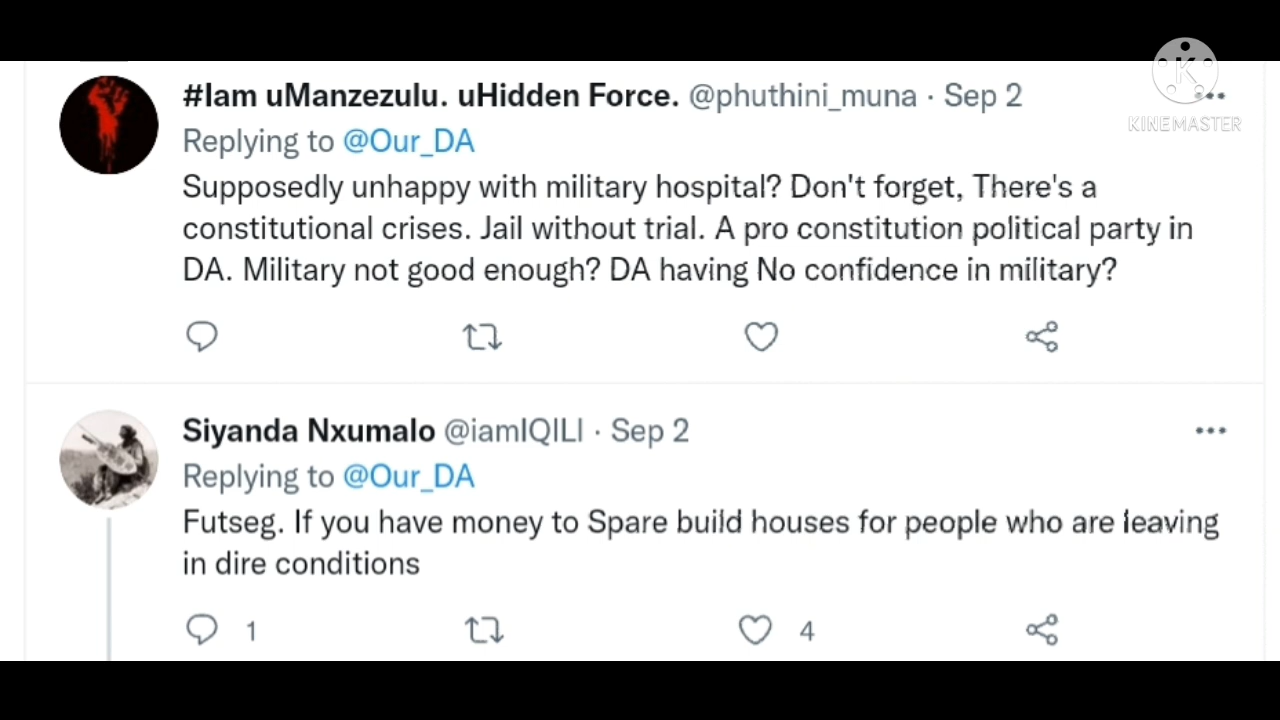 #Iam uManzezulu. uHidden Force. @phuthini_muna · Sep 2
KINEMASTER
Replying to @Our_DA
Supposedly unhappy with military hospital? Don't forget, There's a
constitutional crises. Jail without trial. A pro constitution political party in
DA. Military not good enough? DA having No confidence in military?
Siyanda Nxumalo @iamIQILI · Sep 2
Replying to @Our_DA
Futseg. If you have money to Spare build houses for people who are leaving
in dire conditions
1 4